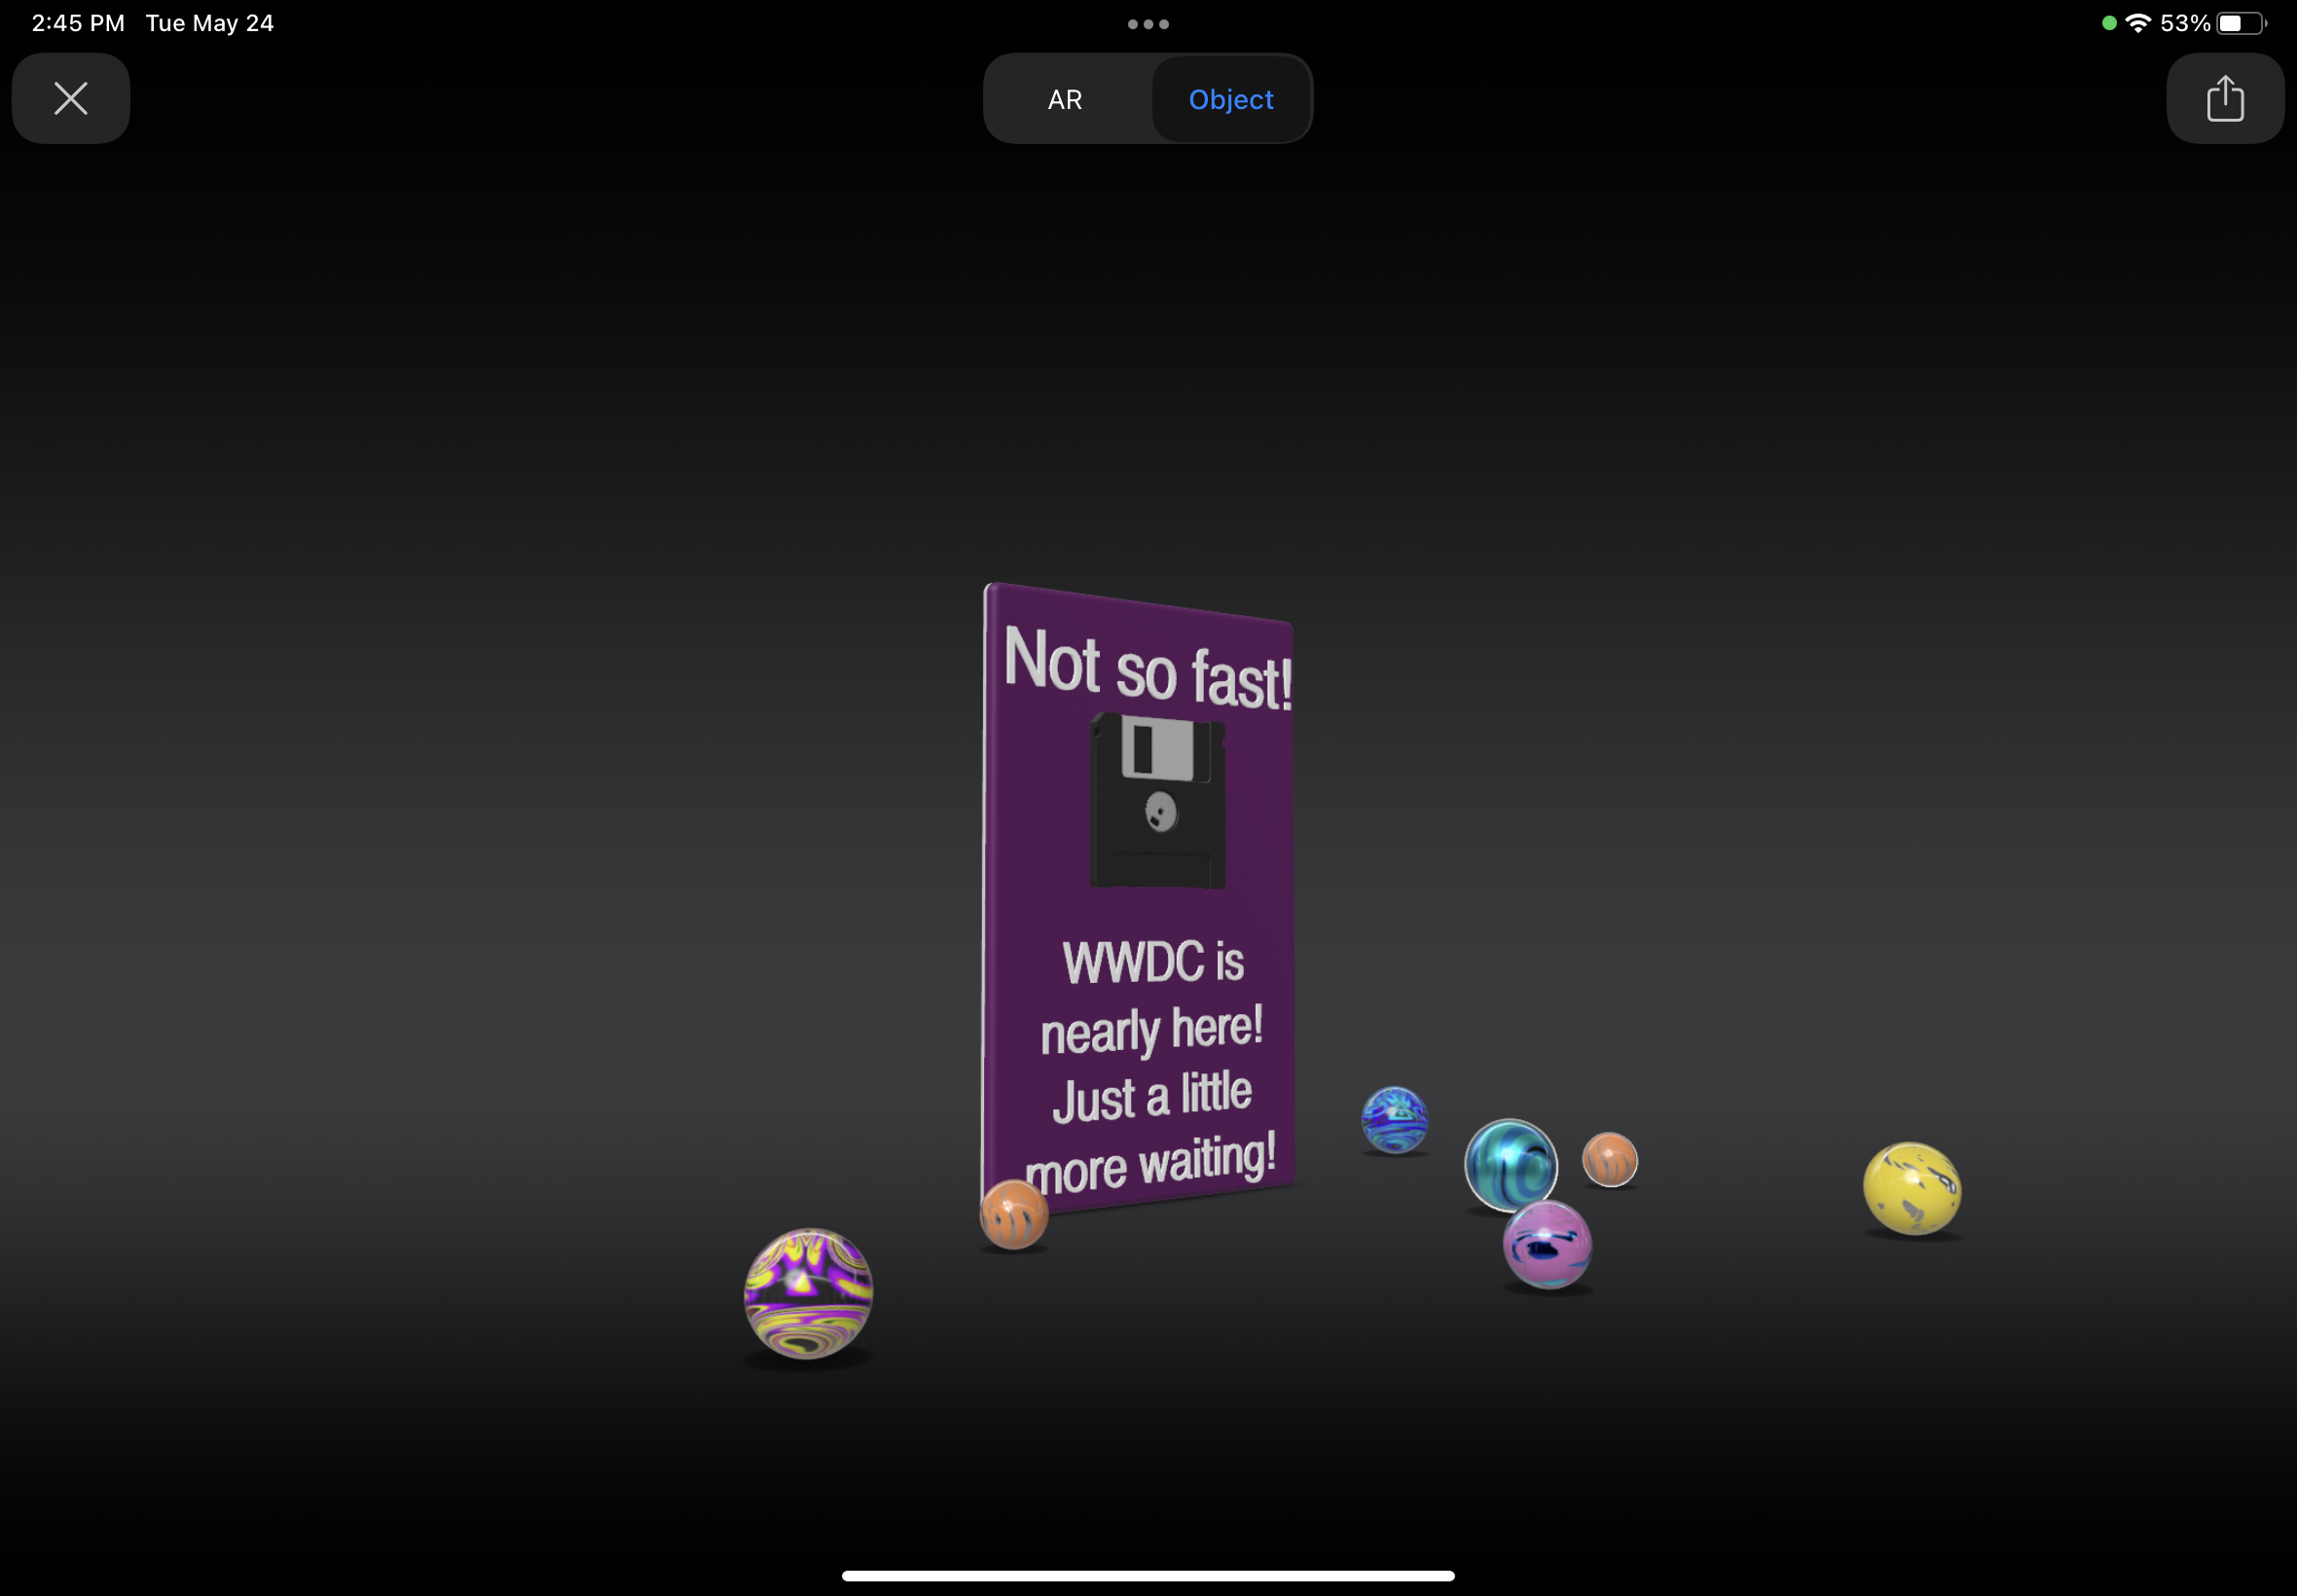 2:45 PM Tue May 24
53%
AR
Object
Not so fast!
WWDC is
nearly here!
Just a little
more waiting!